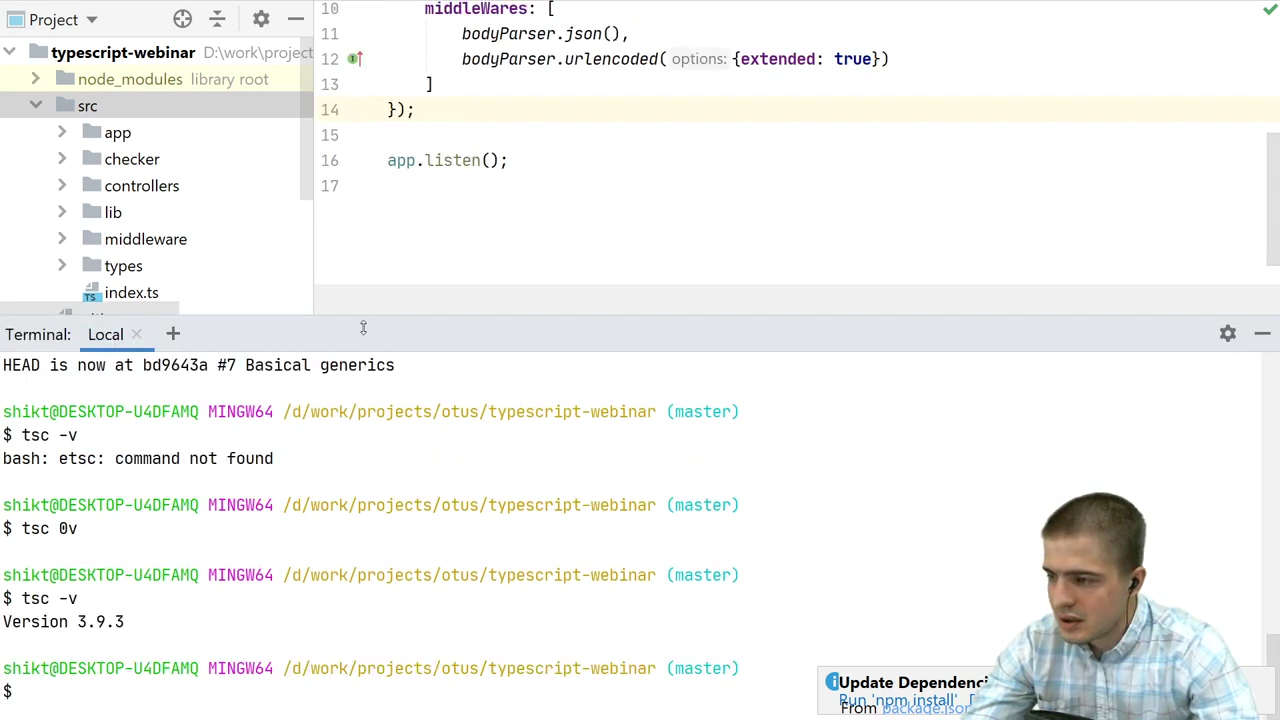 Project
typescript-webinar D:\work\project
node_modules library root
src
app
checker
controllers
lib
middleware
types
index.ts
10 middleWares: [
11 bodyParser.json(),
12 bodyParser.urlencoded( options: {extended: true})
13 ]
14 });
15
16 app.listen();
17
Terminal: Local
HEAD is now at bd9643a #7 Basical generics
shikt@DESKTOP-U4DFAMQ MINGW64 /d/work/projects/otus/typescript-webinar (master)
$ tsc -v
bash: etsc: command not found
shikt@DESKTOP-U4DFAMQ MINGW64 /d/work/projects/otus/typescript-webinar (master)
$ tsc 0v
shikt@DESKTOP-U4DFAMQ MINGW64 /d/work/projects/otus/typescript-webinar (master)
$ tsc -v
Version 3.9.3
shikt@DESKTOP-U4DFAMQ MINGW64 /d/work/projects/otus/typescript-webinar (master)
$
Update Dependenci
Run 'npm install'
From package.json